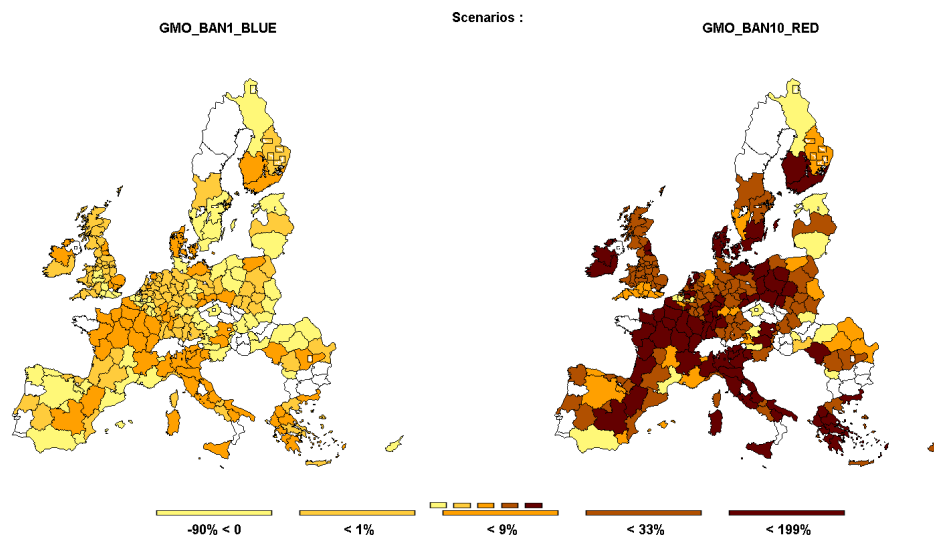 Scenarios :
GMO_BAN1_BLUE
GMO_BAN10_RED
-90% < 0
< 1%
< 9%
< 33%
< 199%